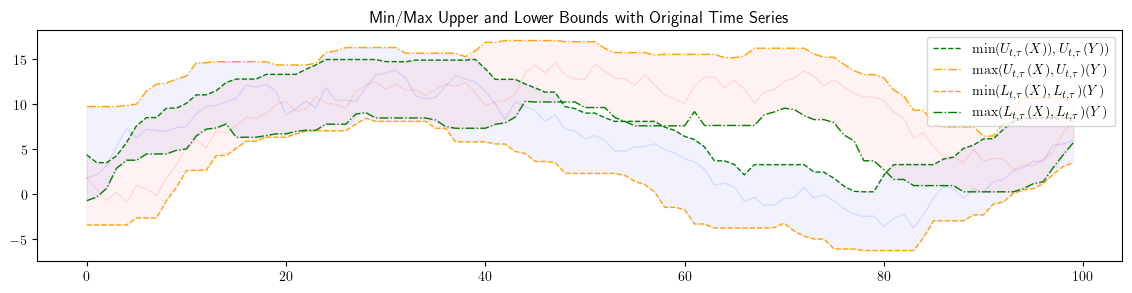 Min/Max Upper and Lower Bounds with Original Time Series
15
10
5
0
−5
0 20 40 60 80 100
min(U_{t,τ}(X)), U_{t,τ}(Y))
max(U_{t,τ}(X), U_{t,τ})(Y)
min(L_{t,τ}(X), L_{t,τ})(Y)
max(L_{t,τ}(X), L_{t,τ})(Y)